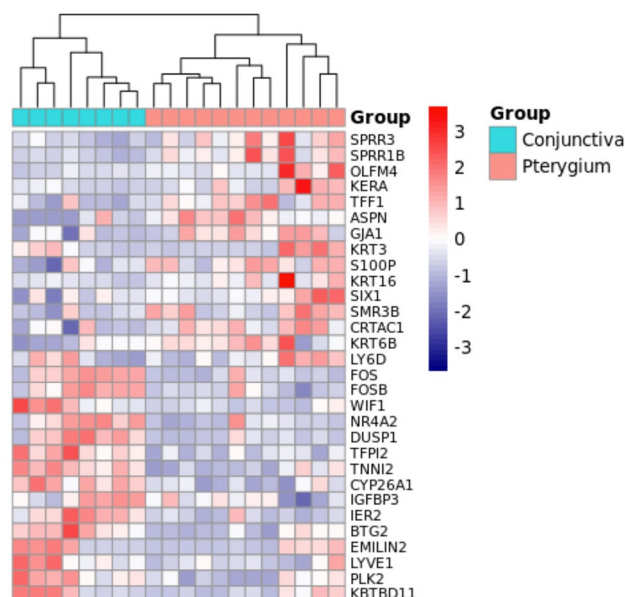 Group
SPRR3
SPRR1B
OLFM4
KERA
TFF1
ASPN
GJA1
KRT3
S100P
KRT16
SIX1
SMR3B
CRTAC1
KRT6B
LY6D
FOS
FOSB
WIF1
NR4A2
DUSP1
TFPI2
TNNI2
CYP26A1
IGFBP3
IER2
BTG2
EMILIN2
LYVE1
PLK2
KBTBD11
3
2
1
0
-1
-2
-3
Group
Conjunctiva
Pterygium